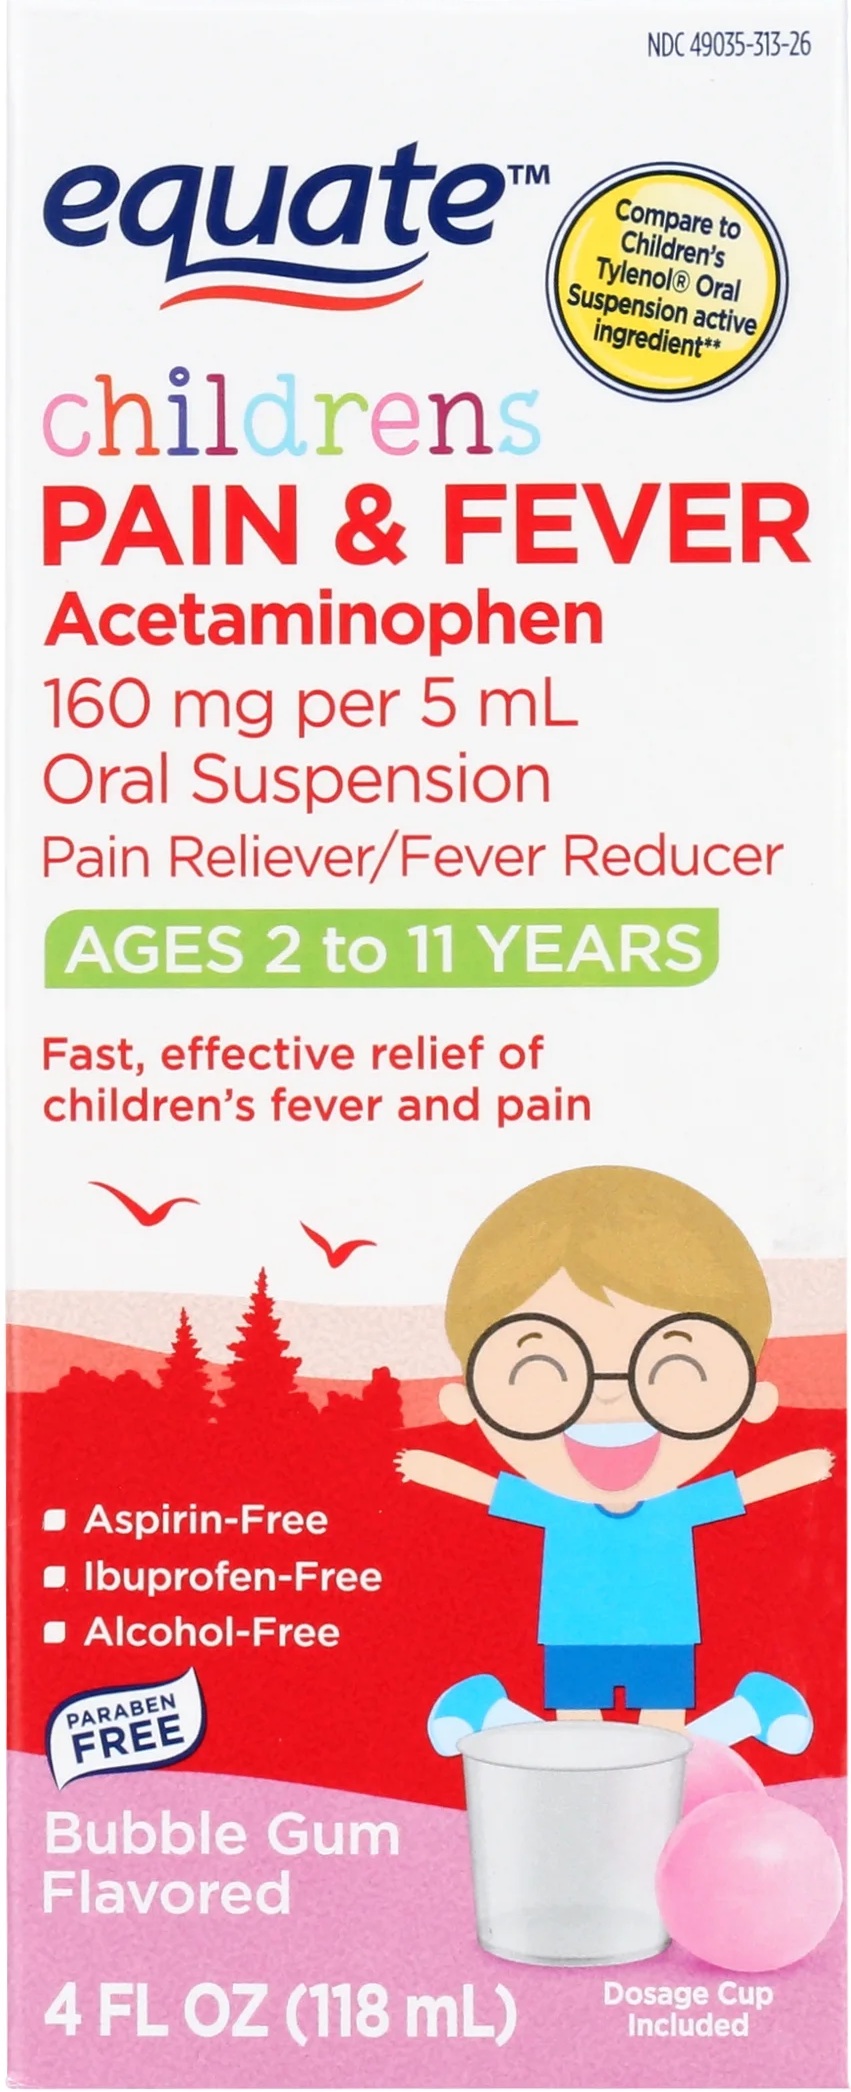 NDC 49035-313-26
equate™
Compare to
Children's
Tylenol® Oral
Suspension active
ingredient**
childrens
PAIN & FEVER
Acetaminophen
160 mg per 5 mL
Oral Suspension
Pain Reliever/Fever Reducer
AGES 2 to 11 YEARS
Fast, effective relief of
children's fever and pain
Aspirin-Free
Ibuprofen-Free
Alcohol-Free
PARABEN
FREE
Bubble Gum
Flavored
4 FL OZ (118 mL)
Dosage Cup
Included